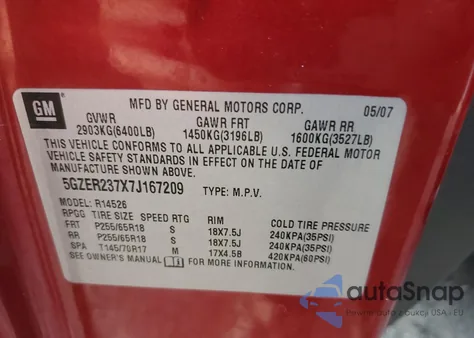 GM
MFD BY GENERAL MOTORS CORP. 05/07
GVWR GAWR FRT GAWR RR
2903KG(6400LB) 1450KG(3196LB) 1600KG(3527LB)
THIS VEHICLE CONFORMS TO ALL APPLICABLE U.S. FEDERAL MOTOR
VEHICLE SAFETY STANDARDS IN EFFECT ON THE DATE OF
MANUFACTURE SHOWN ABOVE.
5GZER237X7J167209 TYPE: M.P.V.
MODEL: R14526
RPGG TIRE SIZE SPEED RTG RIM COLD TIRE PRESSURE
FRT P255/65R18 S 18X7.5J 240KPA(35PSI)
RR P255/65R18 S 18X7.5J 240KPA(35PSI)
SPA T145/70R17 M 17X4.5B 420KPA(60PSI)
SEE OWNER'S MANUAL FOR MORE INFORMATION.
autoSnap
aukcji USA i EU